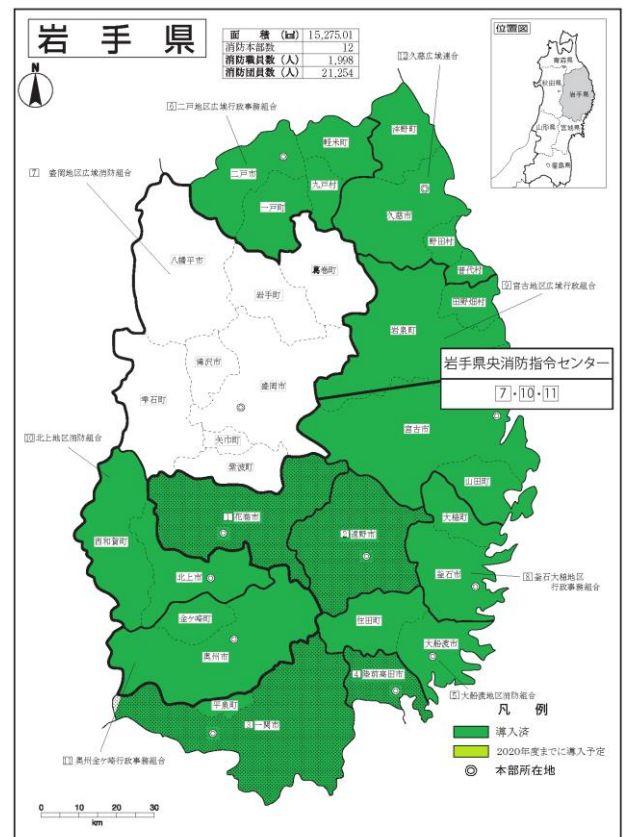 岩手県
面　積 (㎢) 15,275.01
消防本部数 12
消防職員数 (人) 1,998
消防団員数 (人) 21,254
位置図
青森県
秋田県
岩手県
山形県
宮城県
福島県
N
12久慈広域連合
6二戸地区広域行政事務組合
7 盛岡地区広域消防組合
軽米町
洋野町
二戸市
九戸村
一戸町
久慈市
野田村
普代村
八幡平市
葛巻町
岩手町
9宮古地区広域行政組合
田野畑村
岩泉町
滝沢市
雫石町
盛岡市
岩手県央消防指令センター
7・10・11
矢巾町
紫波町
宮古市
10北上地区消防組合
山田町
大槌町
1花巻市
2遠野市
西和賀町
北上市
釜石市
8釜石大槌地区
行政事務組合
金ケ崎町
住田町
奥州市
大船渡市
4陸前高田市
5大船渡地区消防組合
平泉町
3一関市
11奥州金ケ崎行政事務組合
凡　例
導入済
2020年度までに導入予定
◎ 本部所在地
0 10 20 30
km